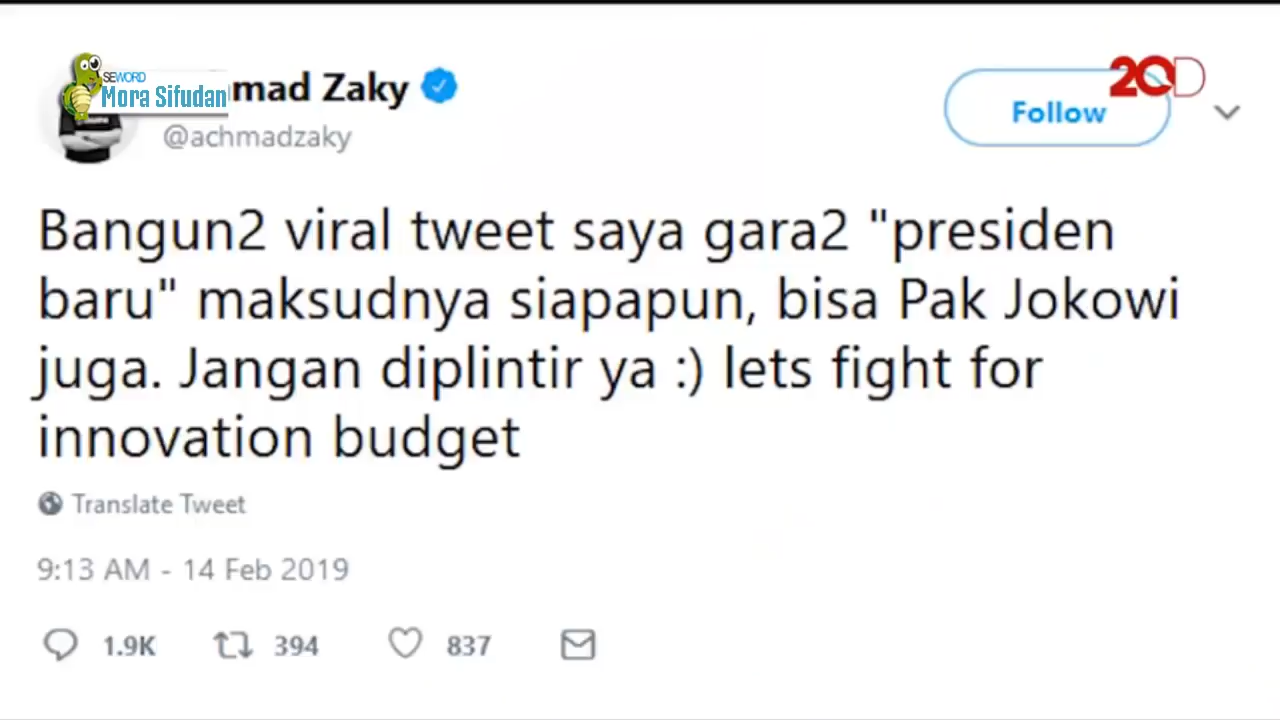 SEWORD
Mora Sifudan
mad Zaky
@achmadzaky
Follow
20D
Bangun2 viral tweet saya gara2 "presiden
baru" maksudnya siapapun, bisa Pak Jokowi
juga. Jangan diplintir ya :) lets fight for
innovation budget
Translate Tweet
9:13 AM - 14 Feb 2019
1.9K 394 837